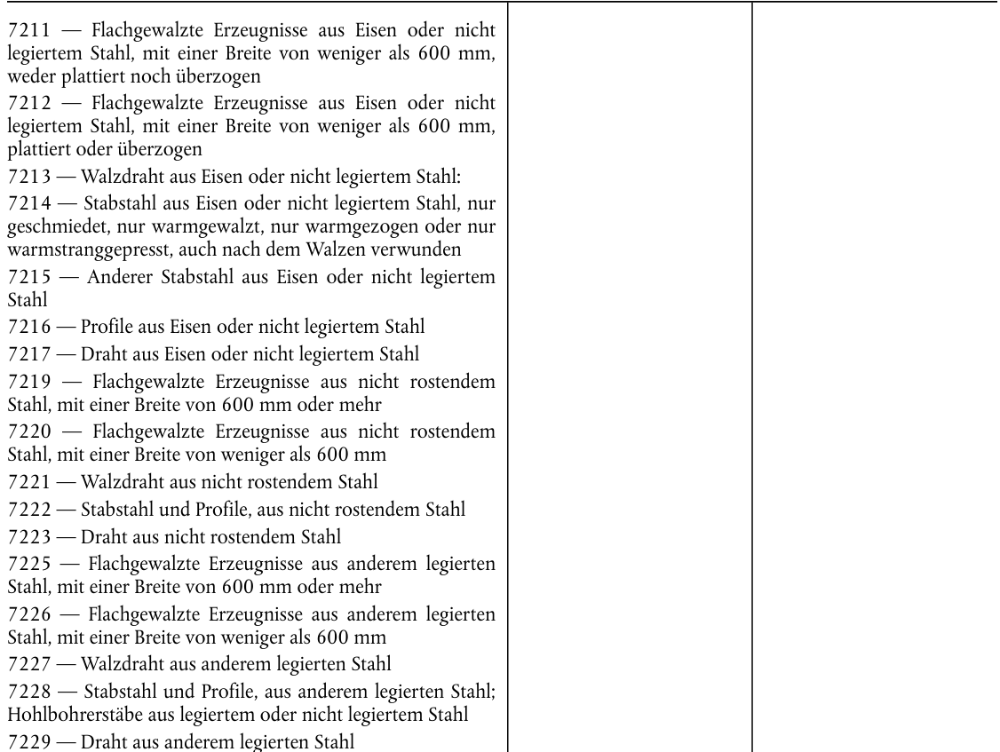 7211 — Flachgewalzte Erzeugnisse aus Eisen oder nicht
legiertem Stahl, mit einer Breite von weniger als 600 mm,
weder plattiert noch überzogen
7212 — Flachgewalzte Erzeugnisse aus Eisen oder nicht
legiertem Stahl, mit einer Breite von weniger als 600 mm,
plattiert oder überzogen
7213 — Walzdraht aus Eisen oder nicht legiertem Stahl:
7214 — Stabstahl aus Eisen oder nicht legiertem Stahl, nur
geschmiedet, nur warmgewalzt, nur warmgezogen oder nur
warmstranggepresst, auch nach dem Walzen verwunden
7215 — Anderer Stabstahl aus Eisen oder nicht legiertem
Stahl
7216 — Profile aus Eisen oder nicht legiertem Stahl
7217 — Draht aus Eisen oder nicht legiertem Stahl
7219 — Flachgewalzte Erzeugnisse aus nicht rostendem
Stahl, mit einer Breite von 600 mm oder mehr
7220 — Flachgewalzte Erzeugnisse aus nicht rostendem
Stahl, mit einer Breite von weniger als 600 mm
7221 — Walzdraht aus nicht rostendem Stahl
7222 — Stabstahl und Profile, aus nicht rostendem Stahl
7223 — Draht aus nicht rostendem Stahl
7225 — Flachgewalzte Erzeugnisse aus anderem legierten
Stahl, mit einer Breite von 600 mm oder mehr
7226 — Flachgewalzte Erzeugnisse aus anderem legierten
Stahl, mit einer Breite von weniger als 600 mm
7227 — Walzdraht aus anderem legierten Stahl
7228 — Stabstahl und Profile, aus anderem legierten Stahl;
Hohlbohrerstäbe aus legiertem oder nicht legiertem Stahl
7229 — Draht aus anderem legierten Stahl